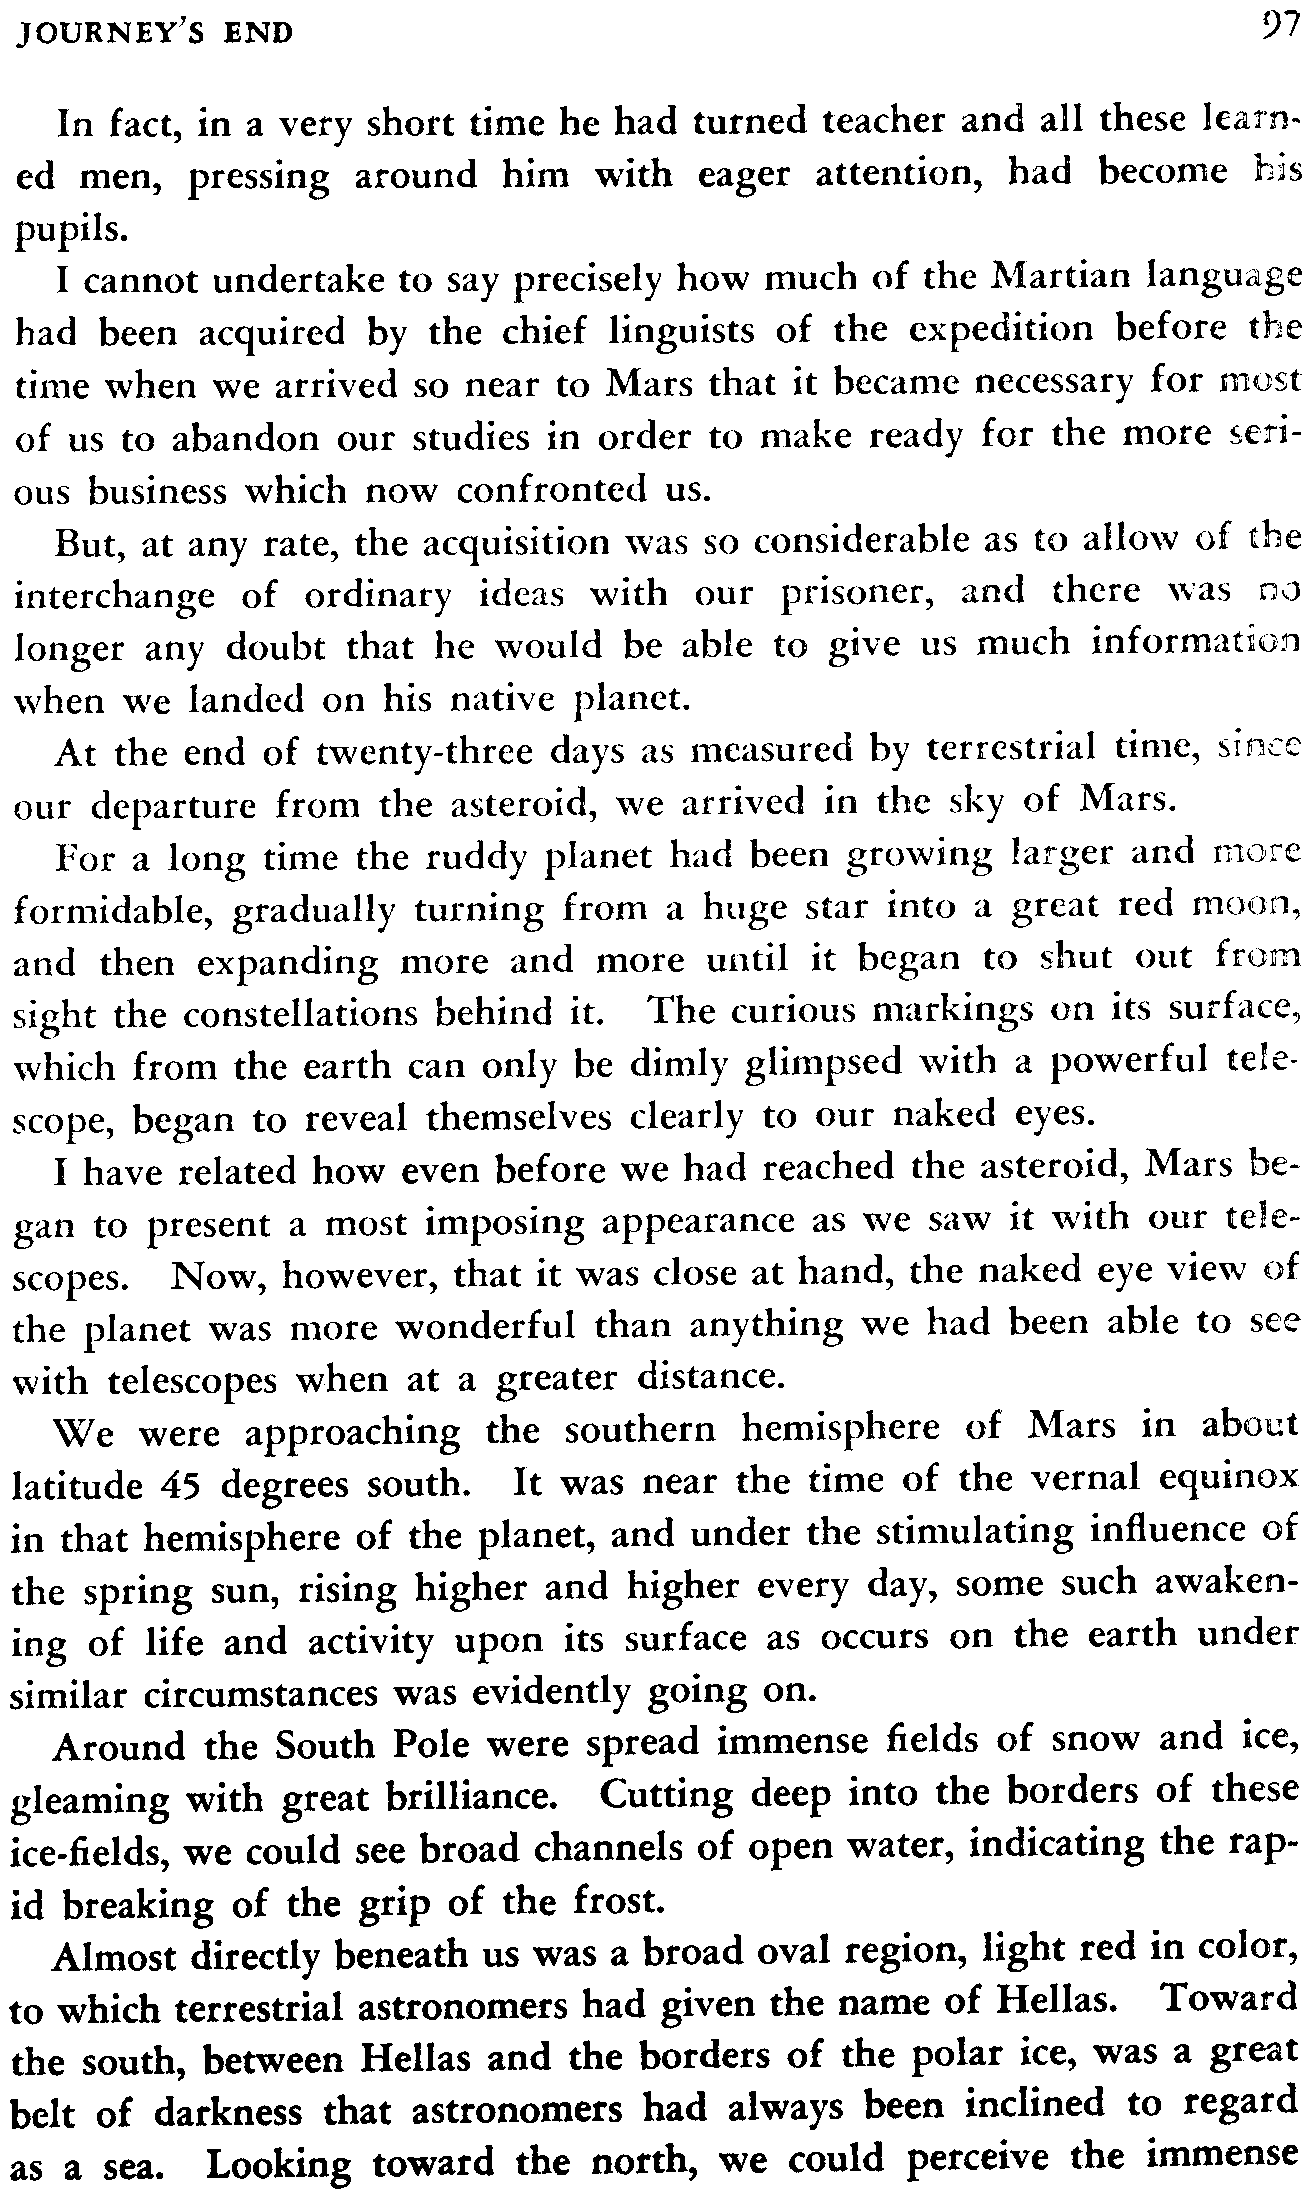 JOURNEY'S END 97
In fact, in a very short time he had turned teacher and all these learn-
ed men, pressing around him with eager attention, had become his
pupils.
I cannot undertake to say precisely how much of the Martian language
had been acquired by the chief linguists of the expedition before the
time when we arrived so near to Mars that it became necessary for most
of us to abandon our studies in order to make ready for the more seri-
ous business which now confronted us.
But, at any rate, the acquisition was so considerable as to allow of the
interchange of ordinary ideas with our prisoner, and there was no
longer any doubt that he would be able to give us much information
when we landed on his native planet.
At the end of twenty-three days as measured by terrestrial time, since
our departure from the asteroid, we arrived in the sky of Mars.
For a long time the ruddy planet had been growing larger and more
formidable, gradually turning from a huge star into a great red moon,
and then expanding more and more until it began to shut out from
sight the constellations behind it. The curious markings on its surface,
which from the earth can only be dimly glimpsed with a powerful tele-
scope, began to reveal themselves clearly to our naked eyes.
I have related how even before we had reached the asteroid, Mars be-
gan to present a most imposing appearance as we saw it with our tele-
scopes. Now, however, that it was close at hand, the naked eye view of
the planet was more wonderful than anything we had been able to see
with telescopes when at a greater distance.
We were approaching the southern hemisphere of Mars in about
latitude 45 degrees south. It was near the time of the vernal equinox
in that hemisphere of the planet, and under the stimulating influence of
the spring sun, rising higher and higher every day, some such awaken-
ing of life and activity upon its surface as occurs on the earth under
similar circumstances was evidently going on.
Around the South Pole were spread immense fields of snow and ice,
gleaming with great brilliance. Cutting deep into the borders of these
ice-fields, we could see broad channels of open water, indicating the rap-
id breaking of the grip of the frost.
Almost directly beneath us was a broad oval region, light red in color,
to which terrestrial astronomers had given the name of Hellas. Toward
the south, between Hellas and the borders of the polar ice, was a great
belt of darkness that astronomers had always been inclined to regard
as a sea. Looking toward the north, we could perceive the immense